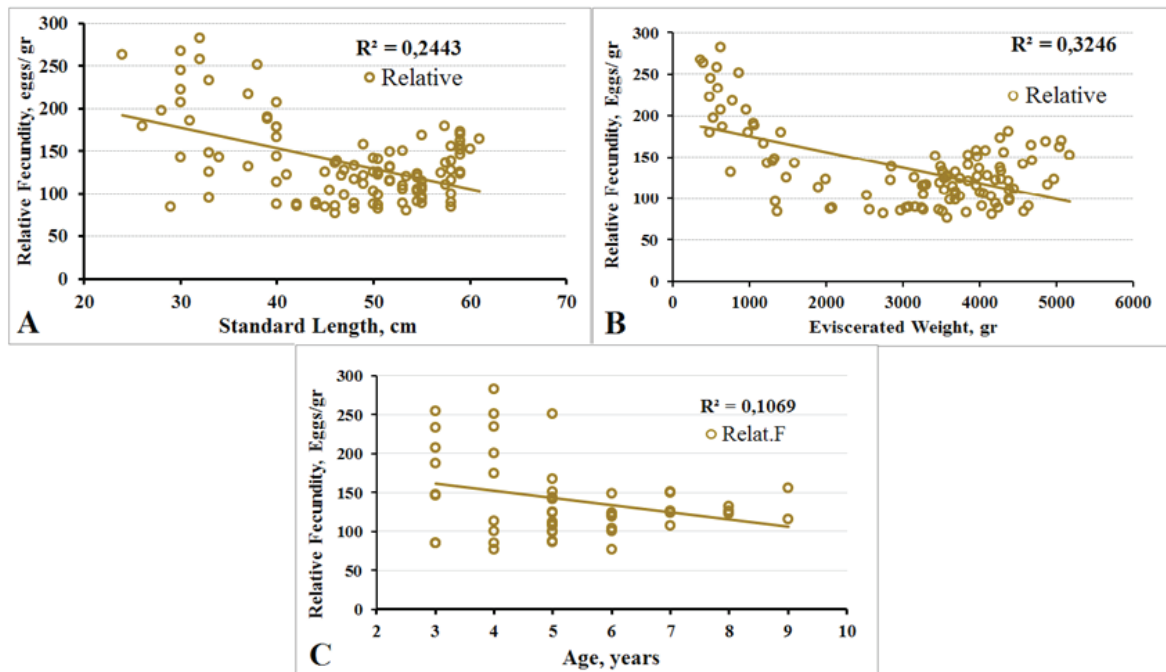 300
250
200
150
100
50
0
Relative Fecundity, eggs/gr
R² = 0,2443
Relative
20 30 40 50 60 70
A Standard Length, cm
300
250
200
150
100
50
0
Relative Fecundity, Eggs/gr
R² = 0,3246
Relative
0 1000 2000 3000 4000 5000 6000
B Eviscerated Weight, gr
300
250
200
150
100
50
0
Relative Fecundity, Eggs/gr
R² = 0,1069
Relat.F
2 3 4 5 6 7 8 9 10
C Age, years